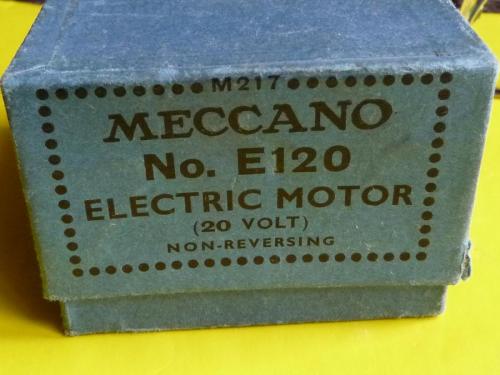 M217
MECCANO
No. E120
ELECTRIC MOTOR
(20 VOLT)
NON-REVERSING